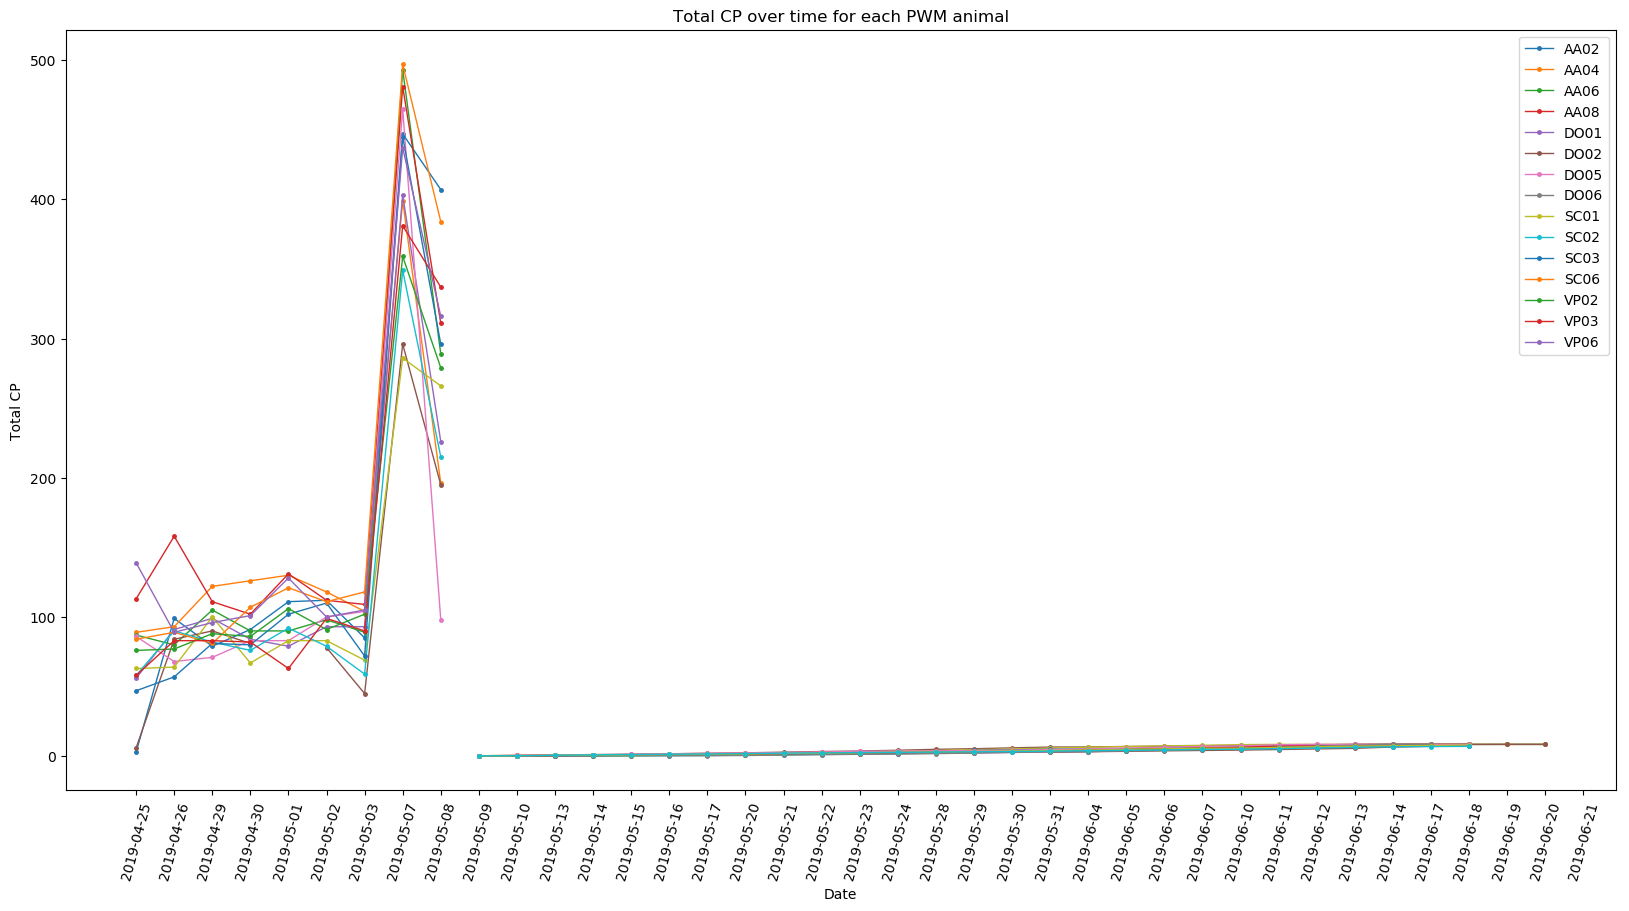 Total CP over time for each PWM animal
500
400
300
200
100
0
Total CP
AA02
AA04
AA06
AA08
DO01
DO02
DO05
DO06
SC01
SC02
SC03
SC06
VP02
VP03
VP06
2019-04-25
2019-04-26
2019-04-29
2019-04-30
2019-05-01
2019-05-02
2019-05-03
2019-05-07
2019-05-08
2019-05-09
2019-05-10
2019-05-13
2019-05-14
2019-05-15
2019-05-16
2019-05-17
2019-05-20
2019-05-21
2019-05-22
2019-05-23
2019-05-24
2019-05-28
2019-05-29
2019-05-30
2019-05-31
2019-06-04
2019-06-05
2019-06-06
2019-06-07
2019-06-10
2019-06-11
2019-06-12
2019-06-13
2019-06-14
2019-06-17
2019-06-18
2019-06-19
2019-06-20
2019-06-21
Date